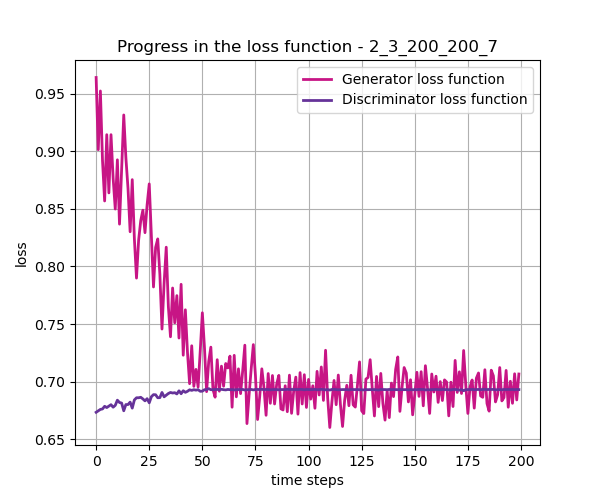 Progress in the loss function - 2_3_200_200_7
Generator loss function
Discriminator loss function
0.95
0.90
0.85
0.80
0.75
0.70
0.65
loss
0 25 50 75 100 125 150 175 200
time steps